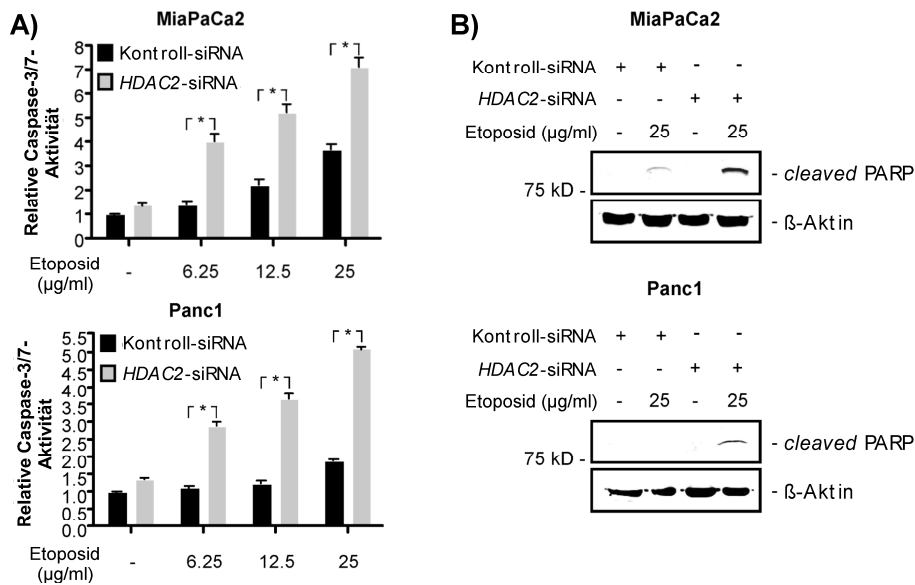 A)
MiaPaCa2
Relative Caspase-3/7-
Aktivität
8
7
6
5
4
3
2
1
0
Kontroll-siRNA
HDAC2-siRNA
*
*
*
Etoposid
(µg/ml)
- 6.25 12.5 25
Panc1
Relative Caspase-3/7-
Aktivität
5.5
5.0
4.5
4.0
3.5
3.0
2.5
2.0
1.5
1.0
0.5
0.0
Kontroll-siRNA
HDAC2-siRNA
*
*
*
Etoposid
(µg/ml)
- 6.25 12.5 25
B)
MiaPaCa2
Kontroll-siRNA + + - -
HDAC2-siRNA - - + +
Etoposid (µg/ml) - 25 - 25
75 kD -
- cleaved PARP
- ß-Aktin
Panc1
Kontroll-siRNA + + - -
HDAC2-siRNA - - + +
Etoposid (µg/ml) - 25 - 25
75 kD -
- cleaved PARP
- ß-Aktin